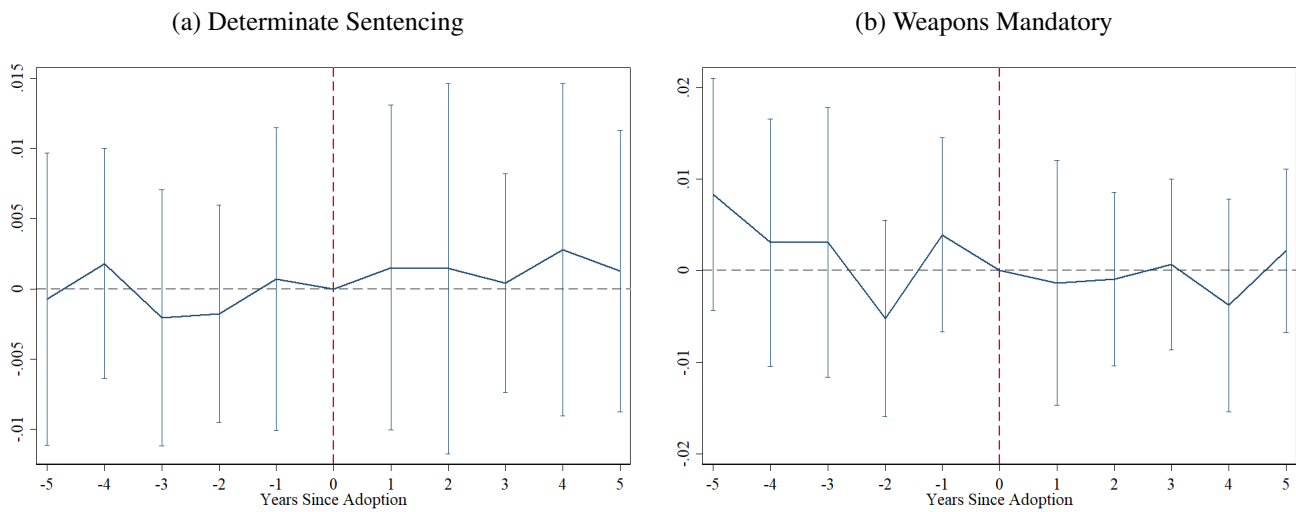 (a) Determinate Sentencing
.015
.01
.005
0
-.005
-.01
-5 -4 -3 -2 -1 0 1 2 3 4 5
Years Since Adoption
(b) Weapons Mandatory
.02
.01
0
-.01
-.02
-5 -4 -3 -2 -1 0 1 2 3 4 5
Years Since Adoption